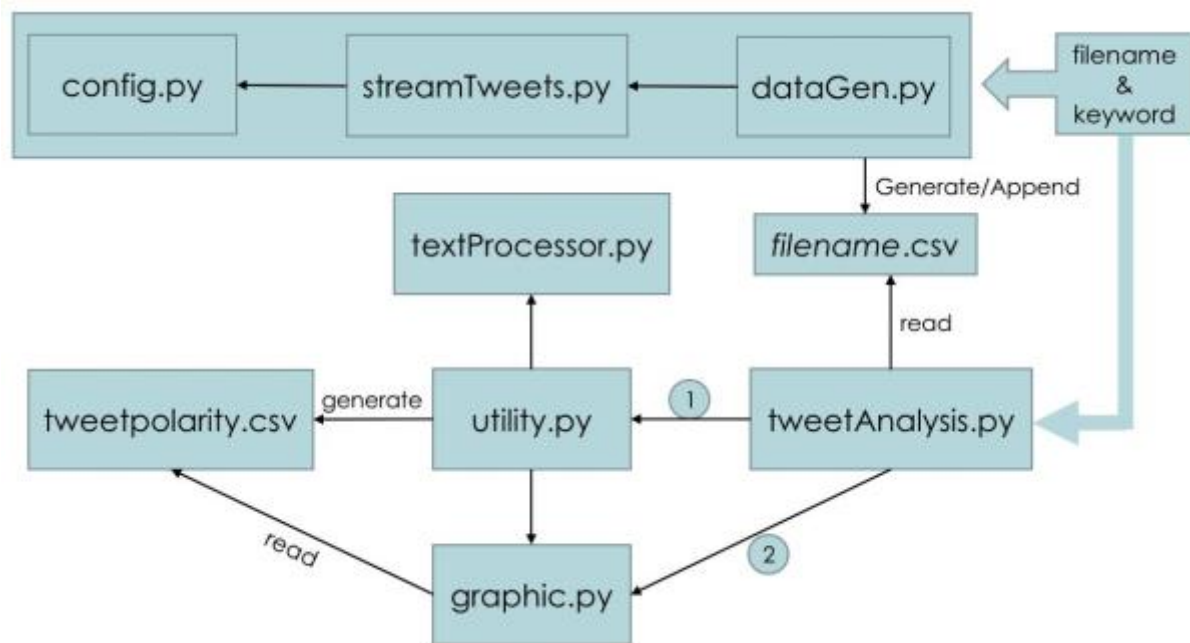 config.py
streamTweets.py
dataGen.py
filename
&
keyword
Generate/Append
textProcessor.py
filename.csv
read
tweetpolarity.csv
generate
utility.py
1
tweetAnalysis.py
read
2
graphic.py